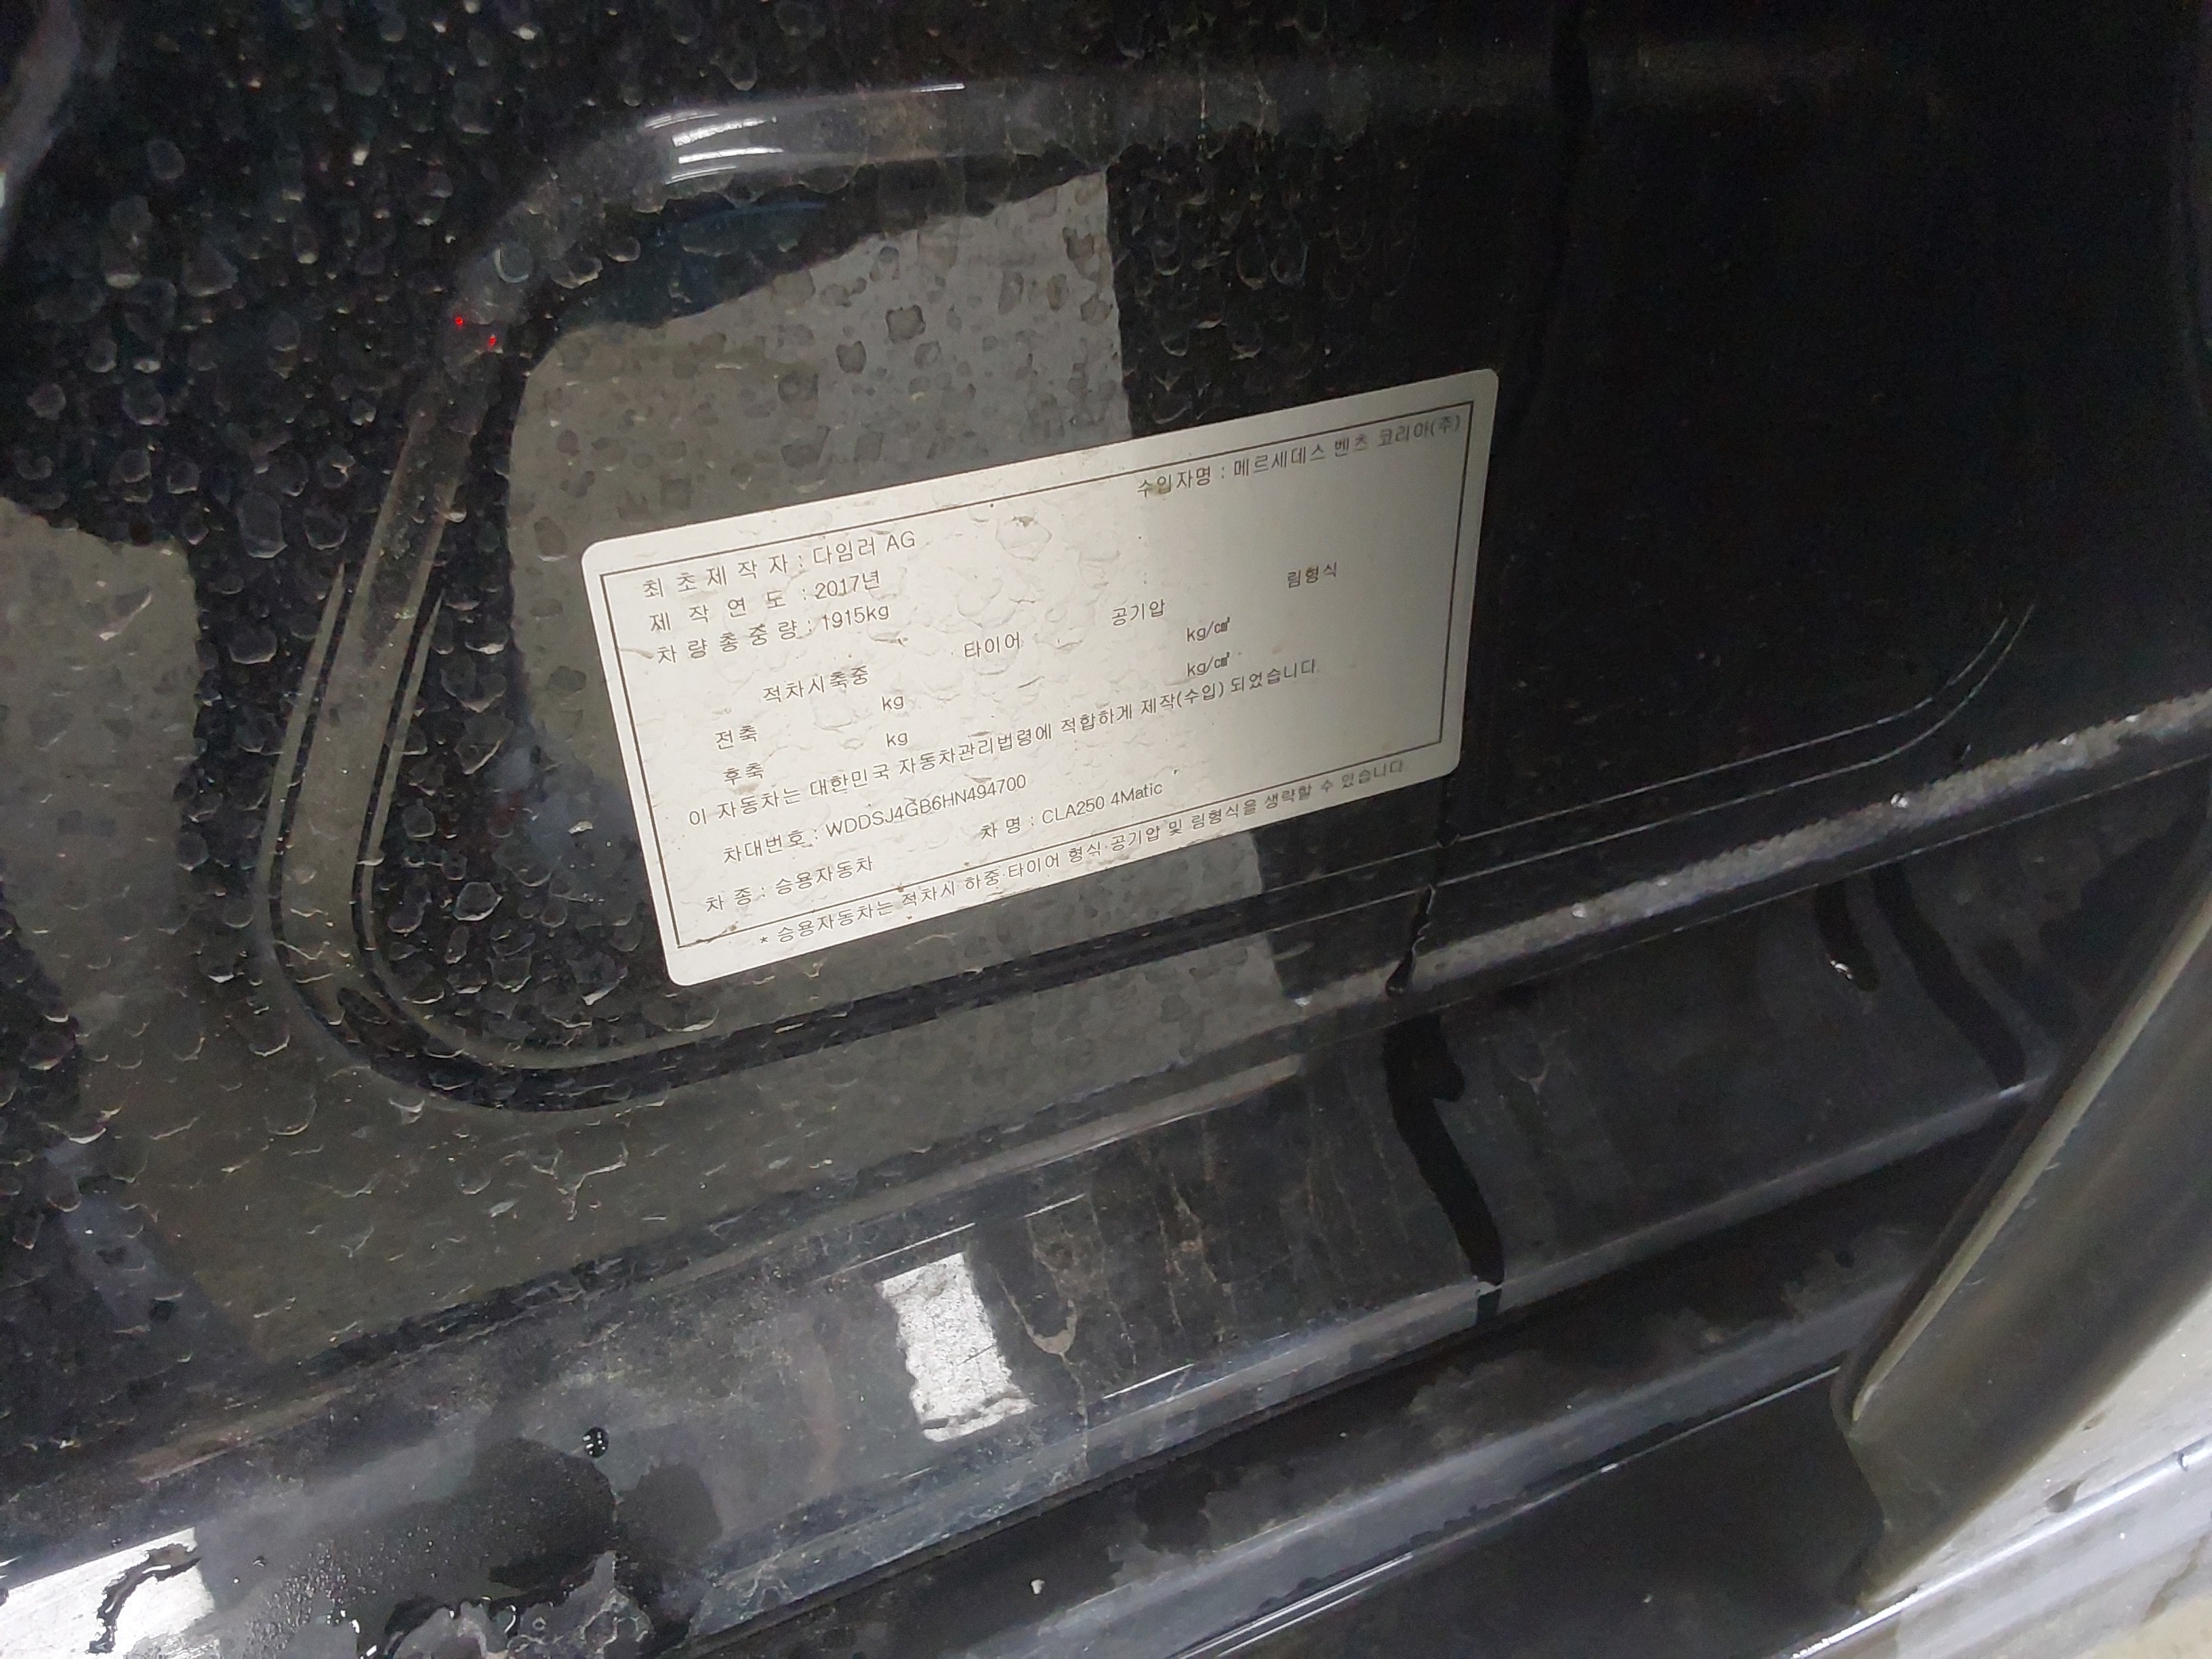 수입자명 : 메르세데스 벤츠 코리아(주)
최초제작자 : 다임러 AG
제작연도 : 2017년
차량총중량 : 1915kg
적차시축중 타이어 공기압 림형식
전축 kg kg/㎠
후축 kg kg/㎠
이 자동차는 대한민국 자동차관리법령에 적합하게 제작(수입) 되었습니다.
차대번호 : WDDSJ4GB6HN494700
차 종 : 승용자동차 차 명 : CLA250 4Matic
* 승용자동차는 적차시 하중·타이어 형식·공기압 및 림형식을 생략할 수 있습니다.